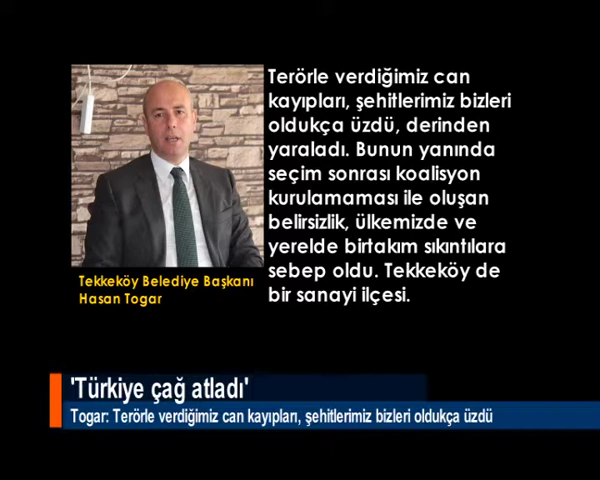 Terörle verdiğimiz can
kayıpları, şehitlerimiz bizleri
oldukça üzdü, derinden
yaraladı. Bunun yanında
seçim sonrası koalisyon
kurulamaması ile oluşan
belirsizlik, ülkemizde ve
yerelde birtakım sıkıntılara
sebep oldu. Tekkeköy de
bir sanayi ilçesi.
Tekkeköy Belediye Başkanı
Hasan Togar
'Türkiye çağ atladı'
Togar: Terörle verdiğimiz can kayıpları, şehitlerimiz bizleri oldukça üzdü